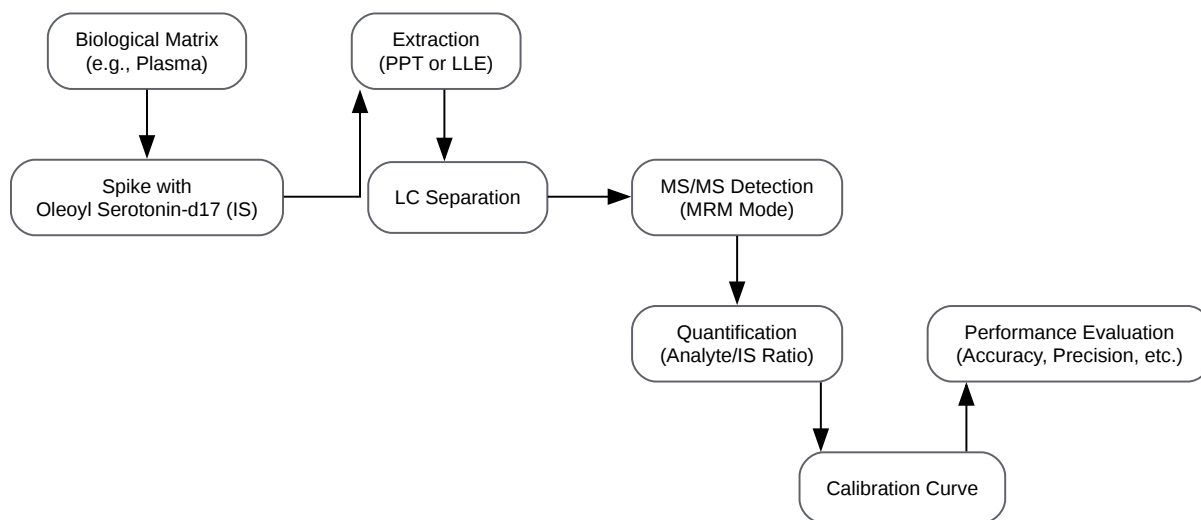 Biological Matrix
(e.g., Plasma)
Spike with
Oleoyl Serotonin-d17 (IS)
Extraction
(PPT or LLE)
LC Separation
MS/MS Detection
(MRM Mode)
Quantification
(Analyte/IS Ratio)
Calibration Curve
Performance Evaluation
(Accuracy, Precision, etc.)